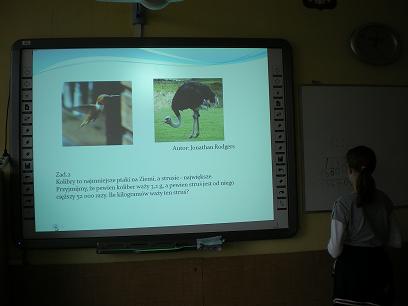 Autor: Jonathan Rodgers
Zad.2
Kolibry to najmniejsze ptaki na Ziemi, a strusie - największe.
Przyjmijmy, że pewien koliber waży 3,2 g, a pewien struś jest od niego
cięższy 52 000 razy. Ile kilogramów waży ten struś?